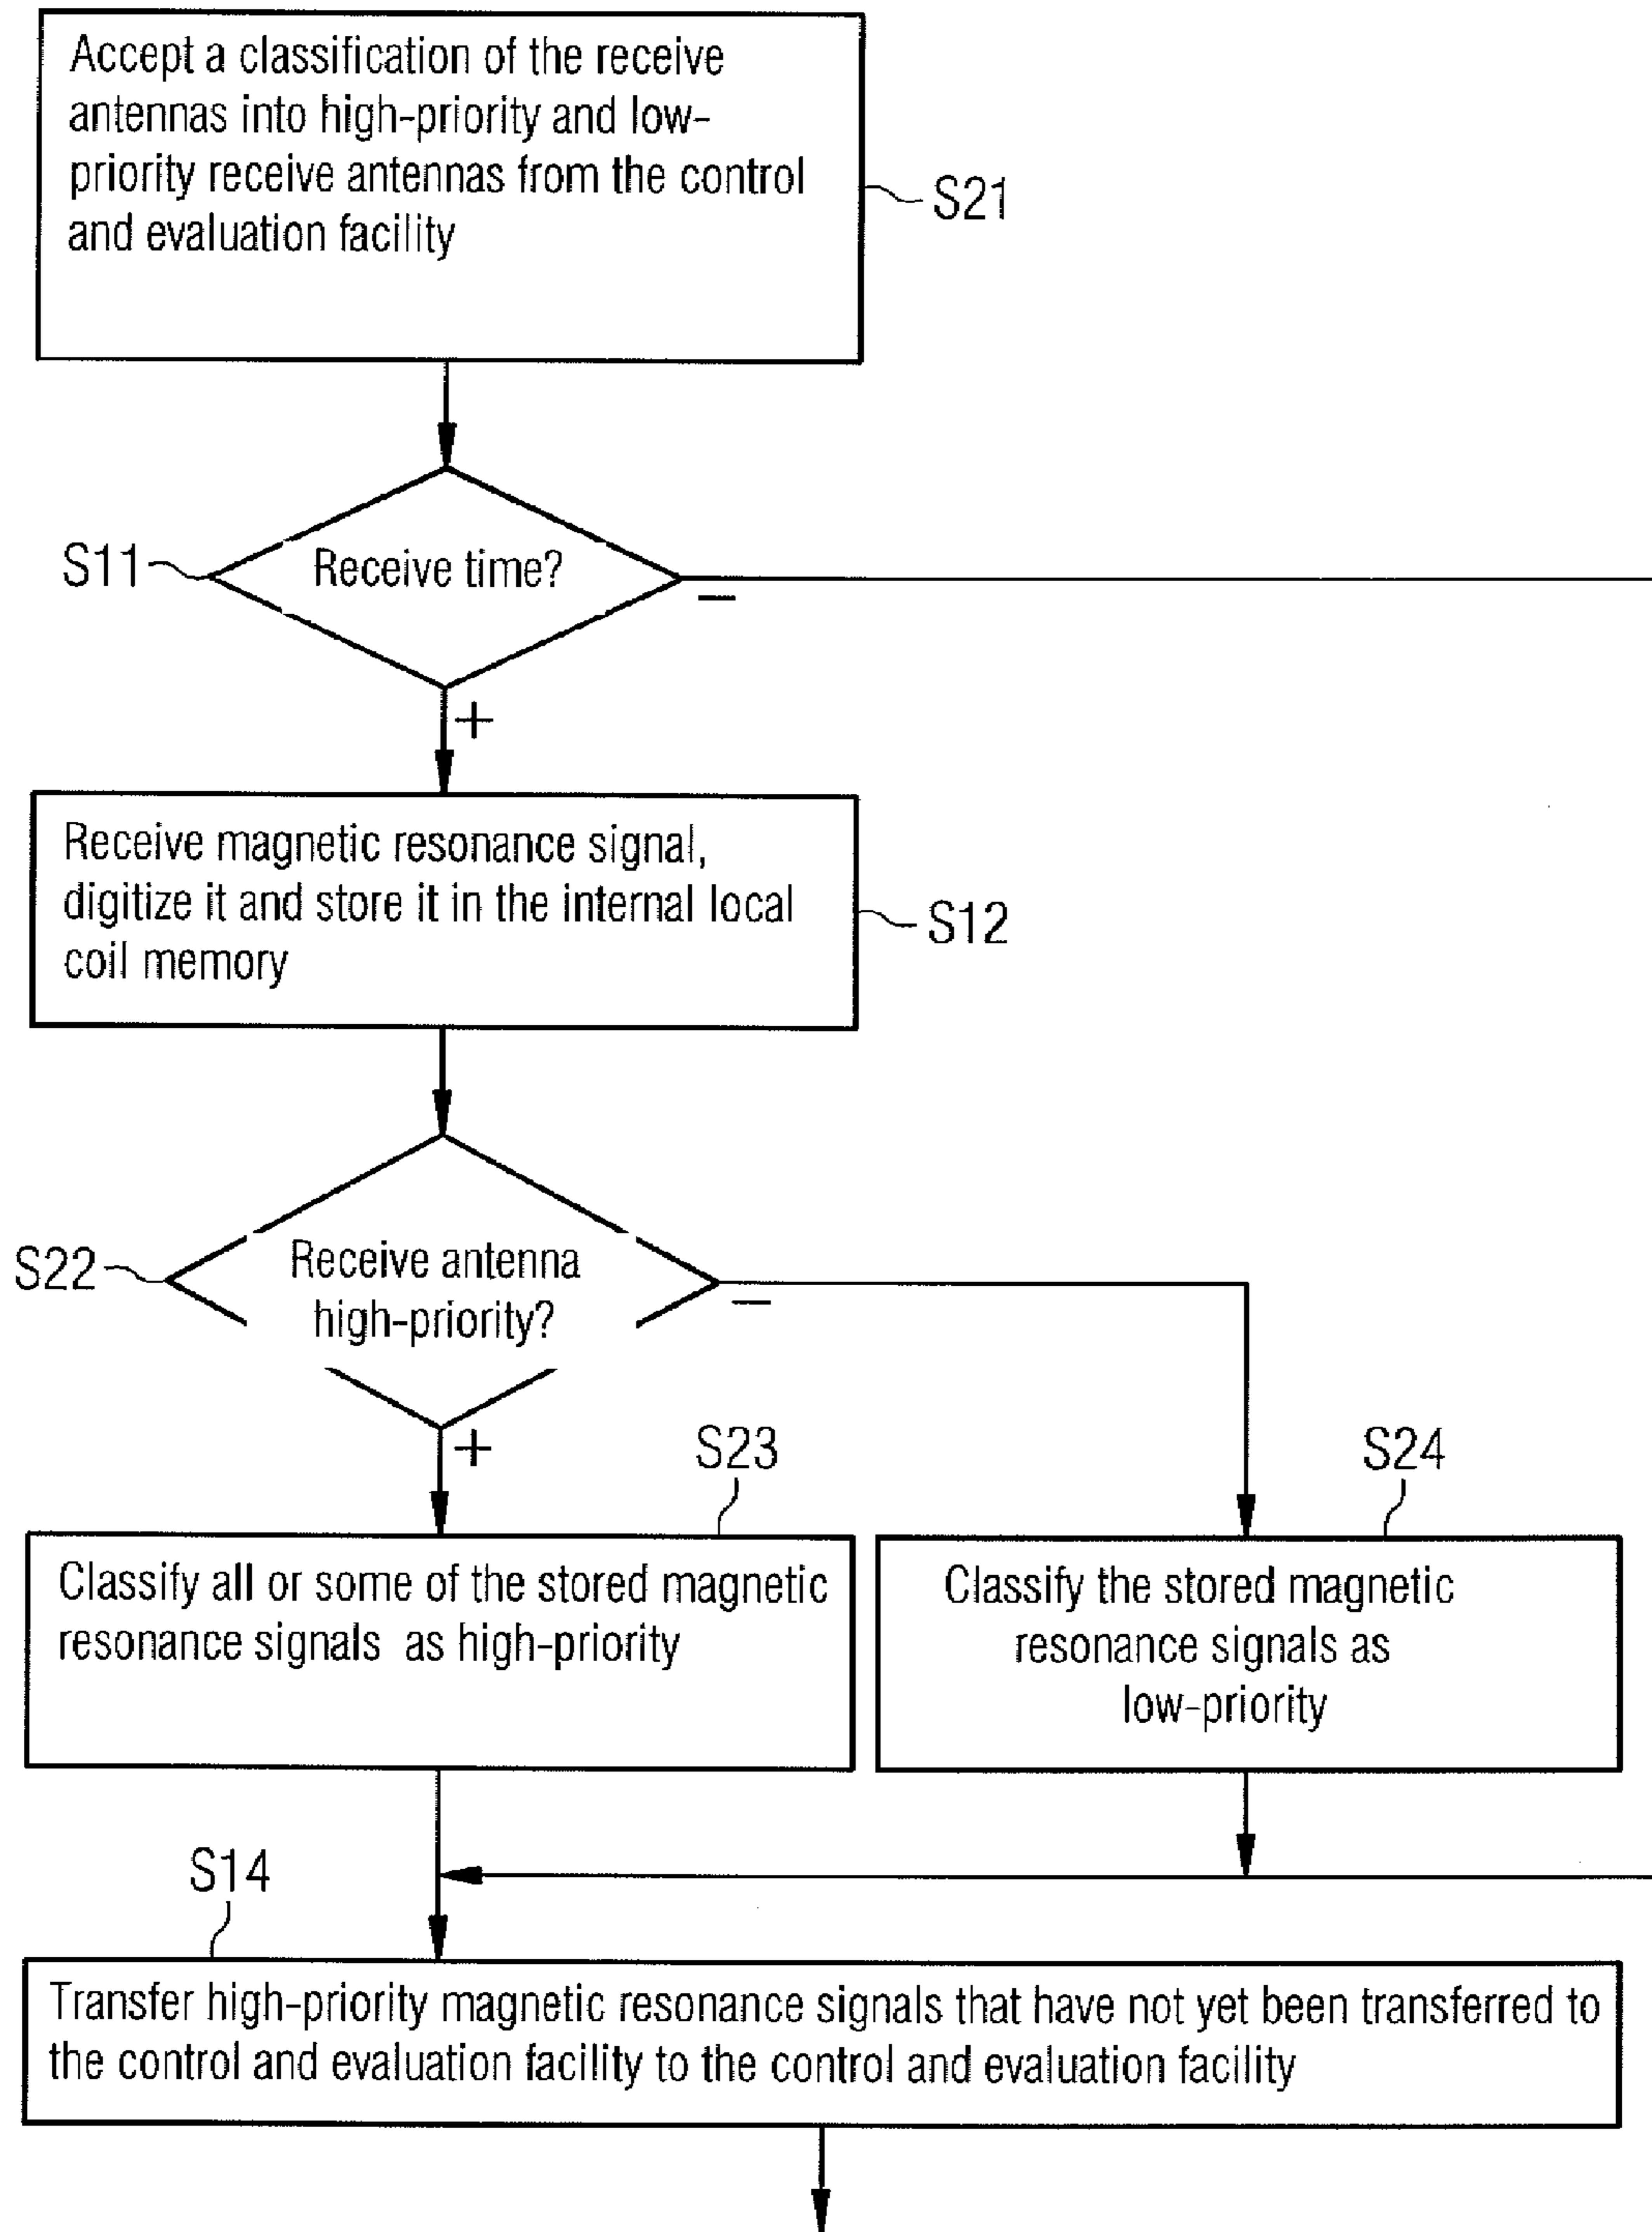 Accept a classification of the receive
antennas into high-priority and low-
priority receive antennas from the control
and evaluation facility
S21
S11
Receive time?
–
+
Receive magnetic resonance signal,
digitize it and store it in the internal local
coil memory
S12
S22
Receive antenna
high-priority?
–
+
S23
S24
Classify all or some of the stored magnetic
resonance signals as high-priority
Classify the stored magnetic
resonance signals as
low-priority
S14
Transfer high-priority magnetic resonance signals that have not yet been transferred to
the control and evaluation facility to the control and evaluation facility